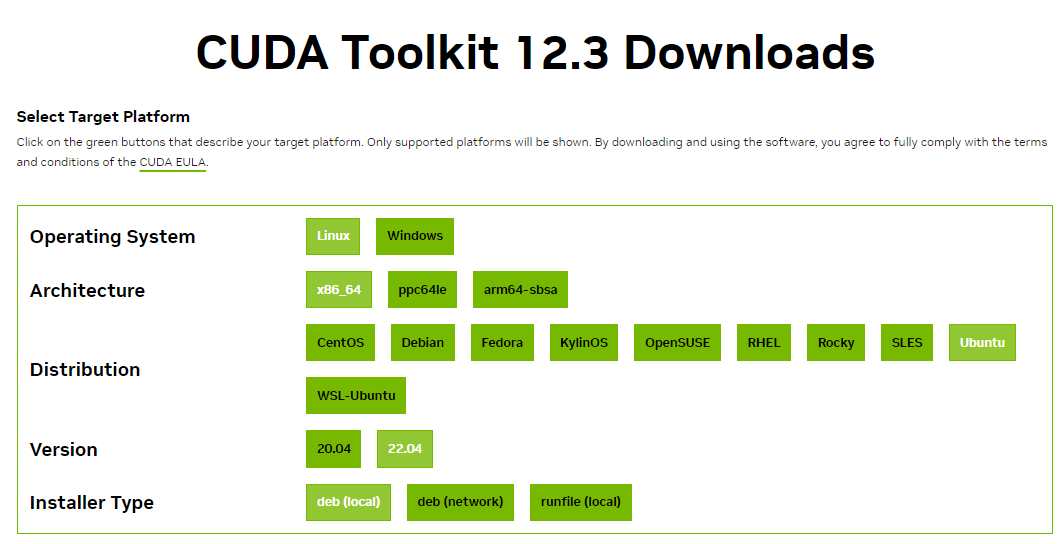 CUDA Toolkit 12.3 Downloads
Select Target Platform
Click on the green buttons that describe your target platform. Only supported platforms will be shown. By downloading and using the software, you agree to fully comply with the terms
and conditions of the CUDA EULA.
Operating System Linux Windows
Architecture x86_64 ppc64le arm64-sbsa
Distribution CentOS Debian Fedora KylinOS OpenSUSE RHEL Rocky SLES Ubuntu
WSL-Ubuntu
Version 20.04 22.04
Installer Type deb (local) deb (network) runfile (local)